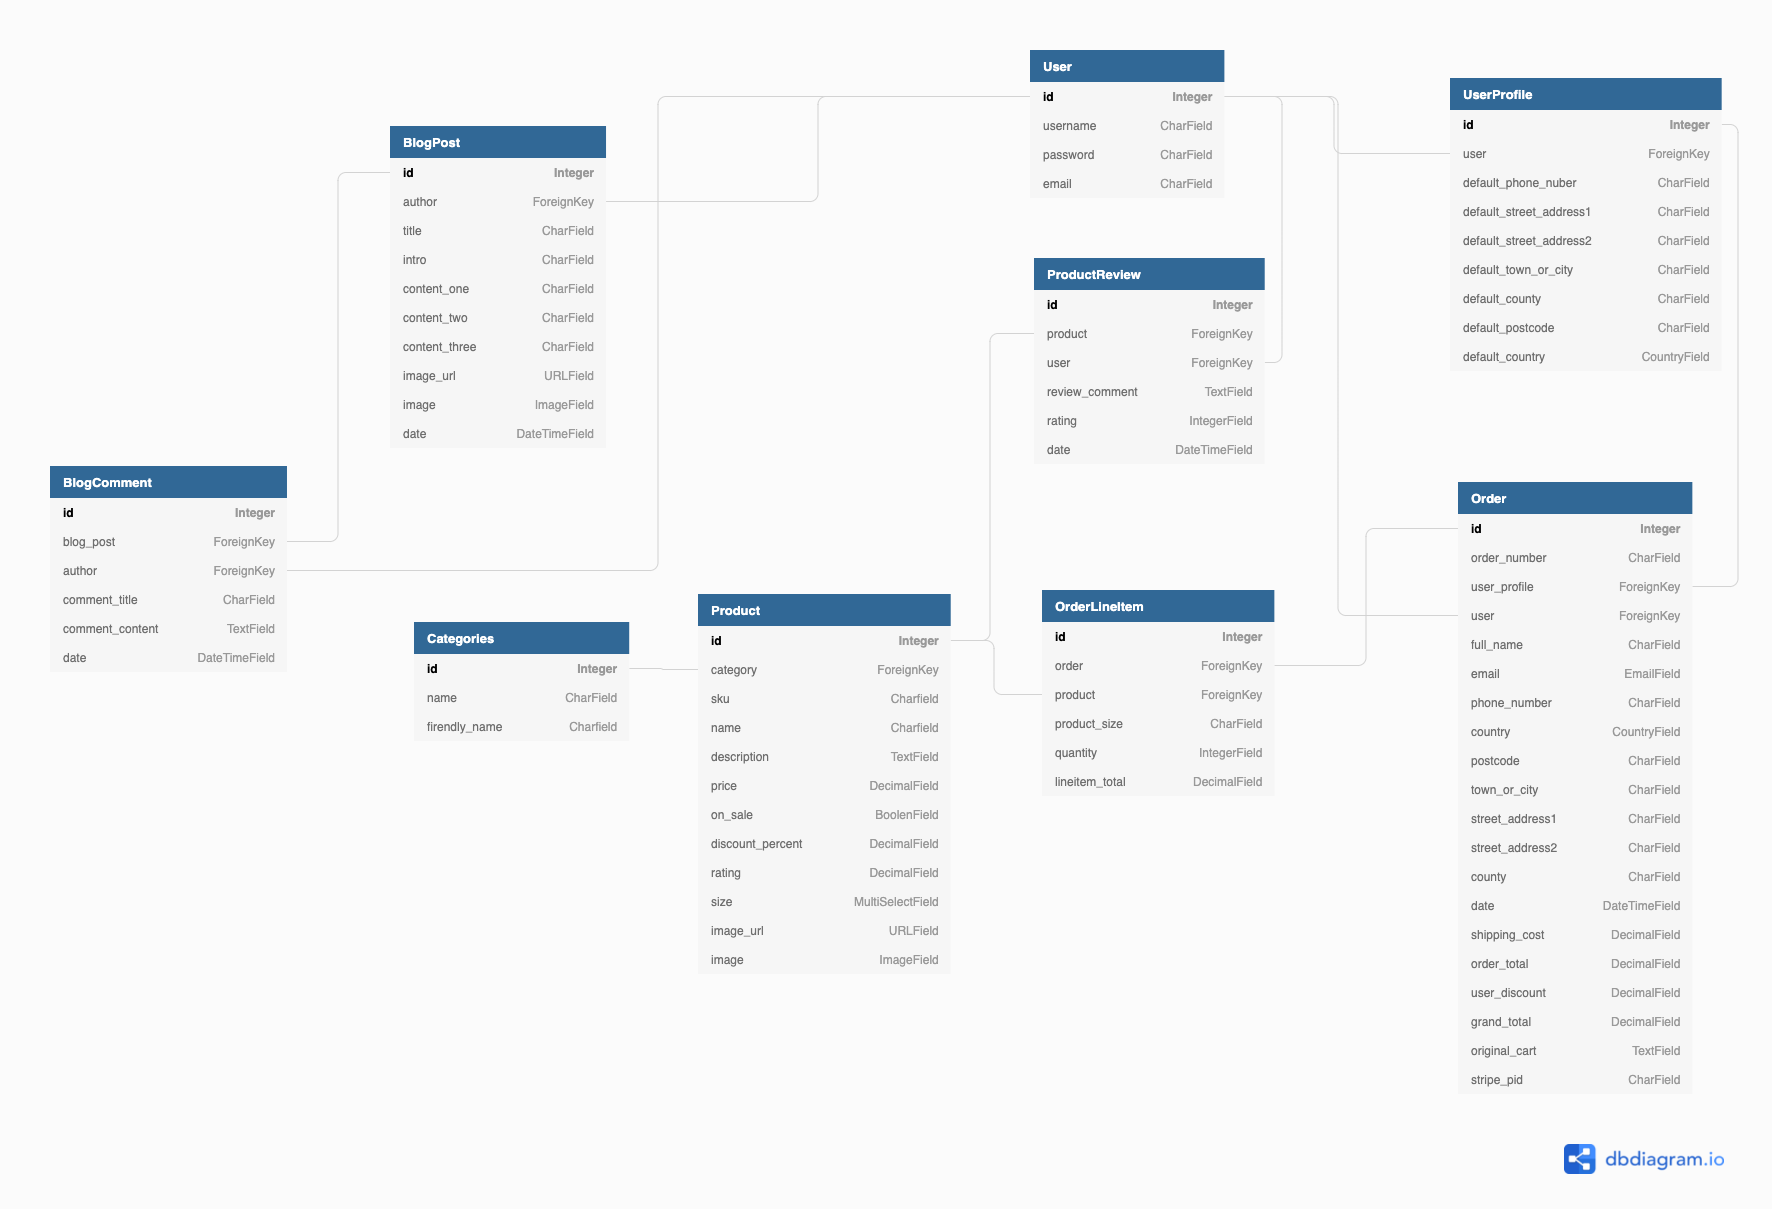 User
id Integer
username CharField
password CharField
email CharField
UserProfile
id Integer
user ForeignKey
default_phone_nuber CharField
default_street_address1 CharField
default_street_address2 CharField
default_town_or_city CharField
default_county CharField
default_postcode CharField
default_country CountryField
BlogPost
id Integer
author ForeignKey
title CharField
intro CharField
content_one CharField
content_two CharField
content_three CharField
image_url URLField
image ImageField
date DateTimeField
ProductReview
id Integer
product ForeignKey
user ForeignKey
review_comment TextField
rating IntegerField
date DateTimeField
BlogComment
id Integer
blog_post ForeignKey
author ForeignKey
comment_title CharField
comment_content TextField
date DateTimeField
Categories
id Integer
name CharField
firendly_name Charfield
Product
id Integer
category ForeignKey
sku Charfield
name Charfield
description TextField
price DecimalField
on_sale BoolenField
discount_percent DecimalField
rating DecimalField
size MultiSelectField
image_url URLField
image ImageField
OrderLineItem
id Integer
order ForeignKey
product ForeignKey
product_size CharField
quantity IntegerField
lineitem_total DecimalField
Order
id Integer
order_number CharField
user_profile ForeignKey
user ForeignKey
full_name CharField
email EmailField
phone_number CharField
country CountryField
postcode CharField
town_or_city CharField
street_address1 CharField
street_address2 CharField
county CharField
date DateTimeField
shipping_cost DecimalField
order_total DecimalField
user_discount DecimalField
grand_total DecimalField
original_cart TextField
stripe_pid CharField
dbdiagram.io